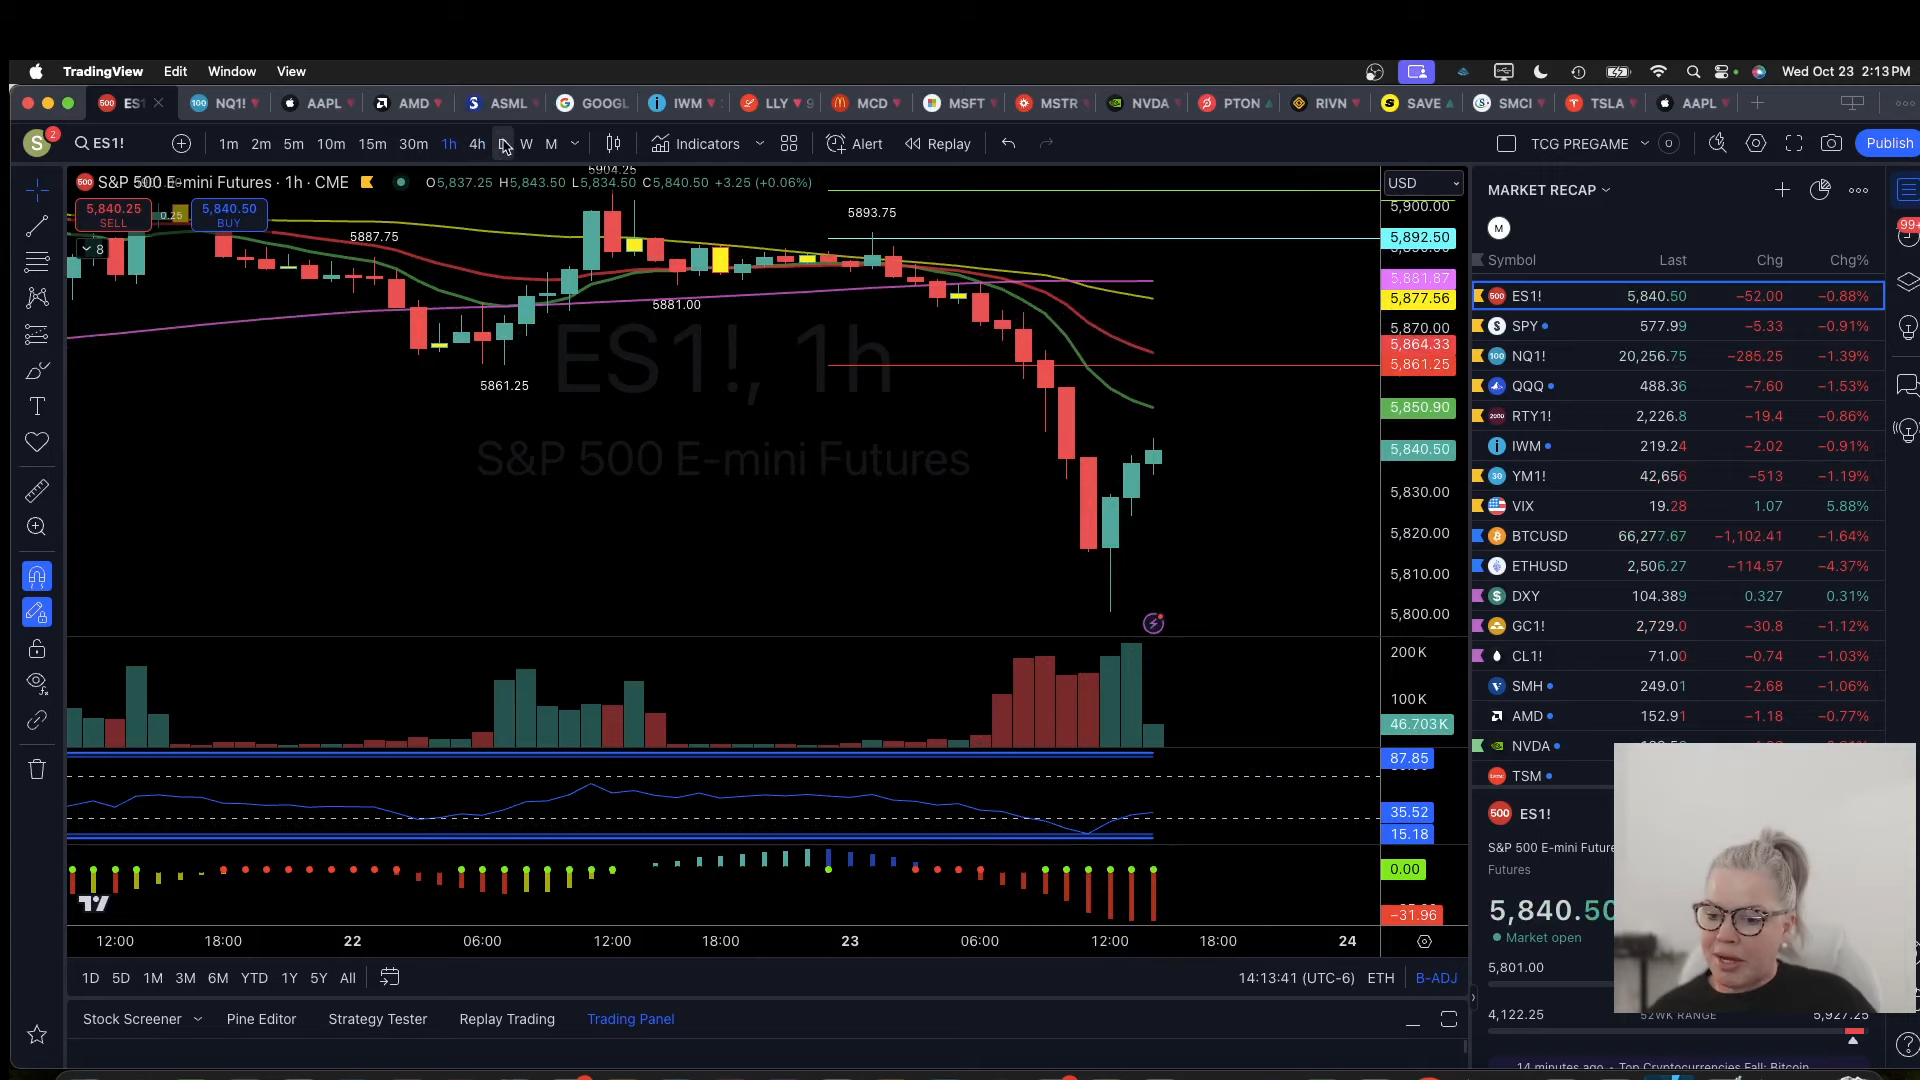 TradingView Edit Window View Wed Oct 23 2:13 PM
ES1 NQ1! AAPL AMD ASML GOOGL IWM LLY 9 MCD MSFT MSTR NVDA PTON RIVN SAVE SMCI TSLA AAPL
S 2 ES1! 1m 2m 5m 10m 15m 30m 1h 4h D W M Indicators Alert Replay TCG PREGAME Publish
S&P 500 E-mini Futures · 1h · CME O5,837.25 H5,843.50 L5,834.50 C5,840.50 +3.25 (+0.06%)
5,840.25 SELL 0.25 5,840.50 BUY
8
5904.25
5887.75
5893.75
5881.00
5861.25
ES1!, 1h
S&P 500 E-mini Futures
USD
5,900.00
5,892.50
5,881.87
5,877.56
5,870.00
5,864.33
5,861.25
5,850.90
5,840.50
5,830.00
5,820.00
5,810.00
5,800.00
200K
100K
46.703K
87.85
35.52
15.18
0.00
−31.96
12:00 18:00 22 06:00 12:00 18:00 23 06:00 12:00 18:00 24
1D 5D 1M 3M 6M YTD 1Y 5Y All 14:13:41 (UTC-6) ETH B-ADJ
Stock Screener Pine Editor Strategy Tester Replay Trading Trading Panel
MARKET RECAP
M
Symbol Last Chg Chg%
ES1! 5,840.50 −52.00 −0.88%
SPY 577.99 −5.33 −0.91%
NQ1! 20,256.75 −285.25 −1.39%
QQQ 488.36 −7.60 −1.53%
RTY1! 2,226.8 −19.4 −0.86%
IWM 219.24 −2.02 −0.91%
YM1! 42,656 −513 −1.19%
VIX 19.28 1.07 5.88%
BTCUSD 66,277.67 −1,102.41 −1.64%
ETHUSD 2,506.27 −114.57 −4.37%
DXY 104.389 0.327 0.31%
GC1! 2,729.0 −30.8 −1.12%
CL1! 71.00 −0.74 −1.03%
SMH 249.01 −2.68 −1.06%
AMD 152.91 −1.18 −0.77%
NVDA
TSM
500 ES1!
S&P 500 E-mini Future
Futures
5,840.50
Market open
5,801.00
4,122.25 52WK RANGE 5,927.25
14 minutes ago · Top Cryptocurrencies Fall: Bitcoin
99+